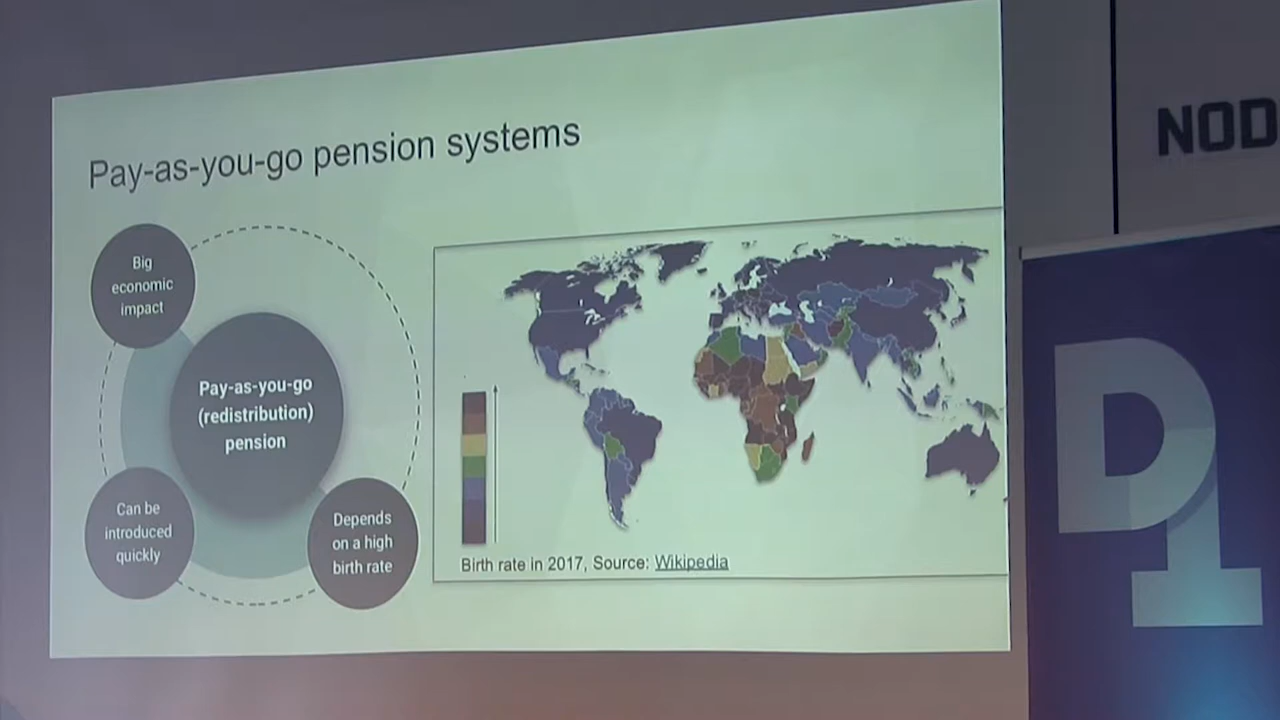 Pay-as-you-go pension systems
Big
economic
impact
Pay-as-you-go
(redistribution)
pension
Can be
introduced
quickly
Depends
on a high
birth rate
Birth rate in 2017, Source: Wikipedia
NOD